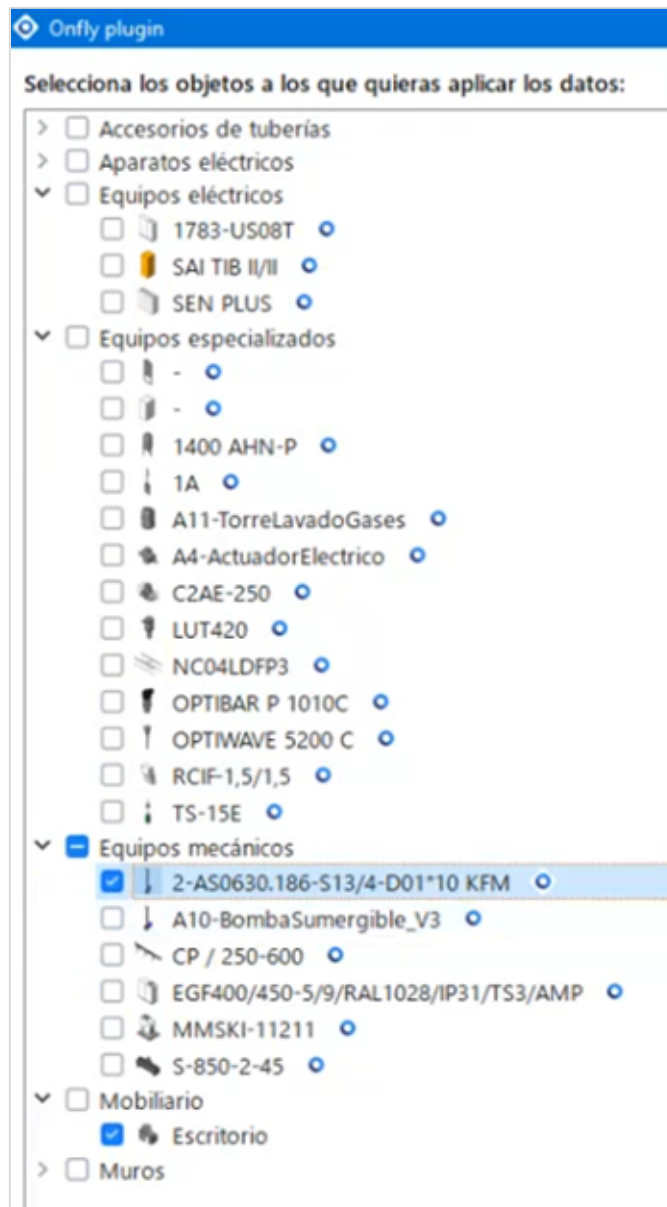 Onfly plugin
Selecciona los objetos a los que quieras aplicar los datos:
Accesorios de tuberías
Aparatos eléctricos
Equipos eléctricos
1783-US08T
SAI TIB II/II
SEN PLUS
Equipos especializados
-
-
1400 AHN-P
1A
A11-TorreLavadoGases
A4-ActuadorElectrico
C2AE-250
LUT420
NC04LDFP3
OPTIBAR P 1010C
OPTIWAVE 5200 C
RCIF-1,5/1,5
TS-15E
Equipos mecánicos
2-AS0630.186-S13/4-D01*10 KFM
A10-BombaSumergible_V3
CP / 250-600
EGF400/450-5/9/RAL1028/IP31/TS3/AMP
MMSKI-11211
S-850-2-45
Mobiliario
Escritorio
Muros